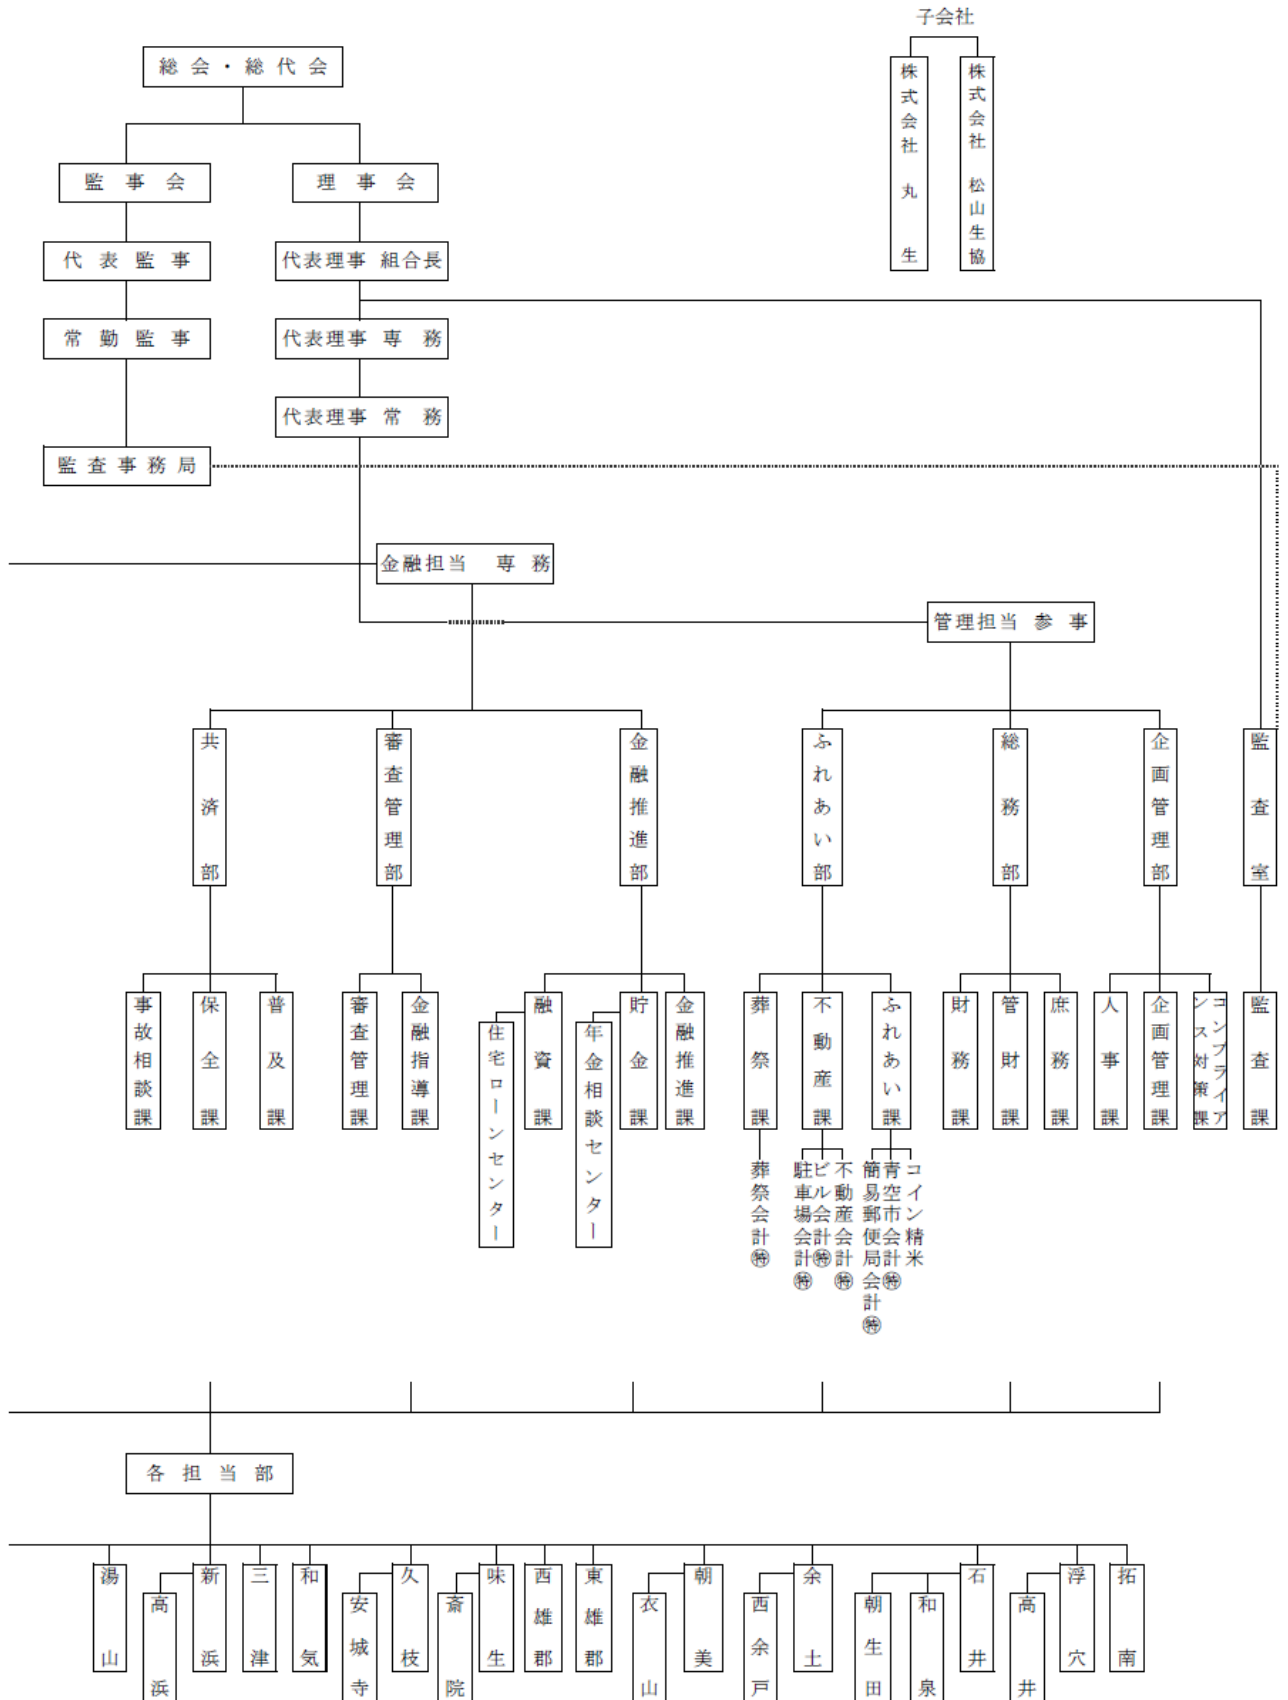 子会社
総会・総代会
株式会社 丸生
株式会社 松山生協
監事会
理事会
代表監事
代表理事 組合長
常勤監事
代表理事 専務
代表理事 常務
監査事務局
金融担当 専務
管理担当 参事
共済部
審査管理部
金融推進部
ふれあい部
総務部
企画管理部
監査室
事故相談課
保全課
普及課
審査管理課
金融指導課
住宅ローンセンター
融資課
年金相談センター
貯金課
金融推進課
葬祭課
不動産課
ふれあい課
財務課
管財課
庶務課
人事課
企画管理課
コンプライアンス対策課
監査課
葬祭会計㊕
駐車場会計㊕
ビル会計㊕
不動産会計㊕
簡易郵便局会計㊕
青空市会計㊕
コイン精米
各担当部
湯山
高浜
新浜
三津
和気
安城寺
久枝
斎院
味生
西雄郡
東雄郡
衣山
朝美
西余戸
余土
朝生田
和泉
石井
高井
浮穴
拓南